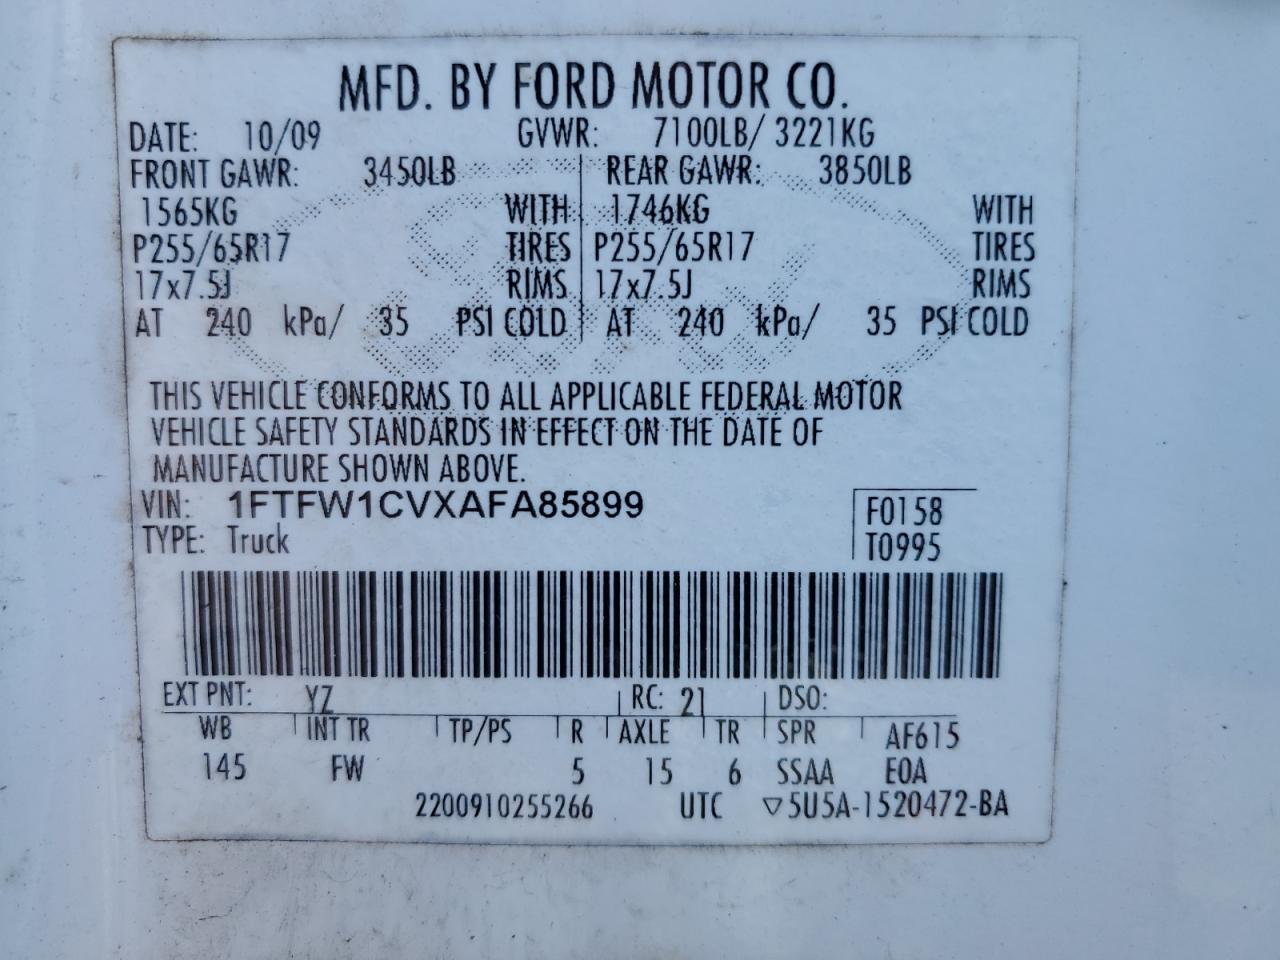 MFD. BY FORD MOTOR CO.
DATE: 10/09 GVWR: 7100LB/ 3221KG
FRONT GAWR: 3450LB REAR GAWR: 3850LB
1565KG WITH 1746KG WITH
P255/65R17 TIRES P255/65R17 TIRES
17x7.5J RIMS 17x7.5J RIMS
AT 240 kPa/ 35 PSI COLD AT 240 kPa/ 35 PSI COLD
THIS VEHICLE CONFORMS TO ALL APPLICABLE FEDERAL MOTOR
VEHICLE SAFETY STANDARDS IN EFFECT ON THE DATE OF
MANUFACTURE SHOWN ABOVE.
VIN: 1FTFW1CVXAFA85899 F0158
TYPE: Truck T0995
EXT PNT: YZ RC: 21 DSO:
WB INT TR TP/PS R AXLE TR SPR AF615
145 FW 5 15 6 SSAA EOA
2200910255266 UTC ▽5U5A-1520472-BA